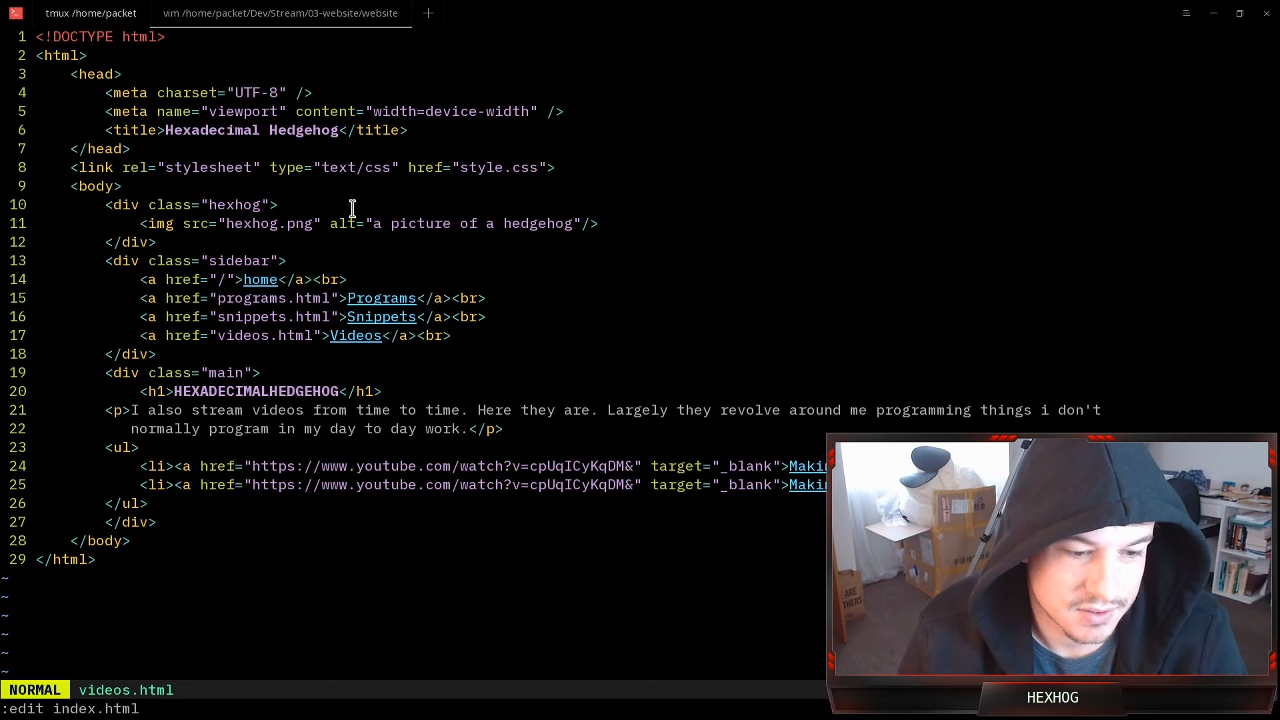 tmux /home/packet
vim /home/packet/Dev/Stream/03-website/website
1 <!DOCTYPE html>
2 <html>
3 <head>
4 <meta charset="UTF-8" />
5 <meta name="viewport" content="width=device-width" />
6 <title>Hexadecimal Hedgehog</title>
7 </head>
8 <link rel="stylesheet" type="text/css" href="style.css">
9 <body>
10 <div class="hexhog">
11 <img src="hexhog.png" alt="a picture of a hedgehog"/>
12 </div>
13 <div class="sidebar">
14 <a href="/">home</a><br>
15 <a href="programs.html">Programs</a><br>
16 <a href="snippets.html">Snippets</a><br>
17 <a href="videos.html">Videos</a><br>
18 </div>
19 <div class="main">
20 <h1>HEXADECIMALHEDGEHOG</h1>
21 <p>I also stream videos from time to time. Here they are. Largely they revolve around me programming things i don't
22 normally program in my day to day work.</p>
23 <ul>
24 <li><a href="https://www.youtube.com/watch?v=cpUqICyKqDM&" target="_blank">Makin
25 <li><a href="https://www.youtube.com/watch?v=cpUqICyKqDM&" target="_blank">Makin
26 </ul>
27 </div>
28 </body>
29 </html>
~
~
~
~
~
~
ARE
THERS
HEXHOG
NORMAL videos.html
:edit index.html